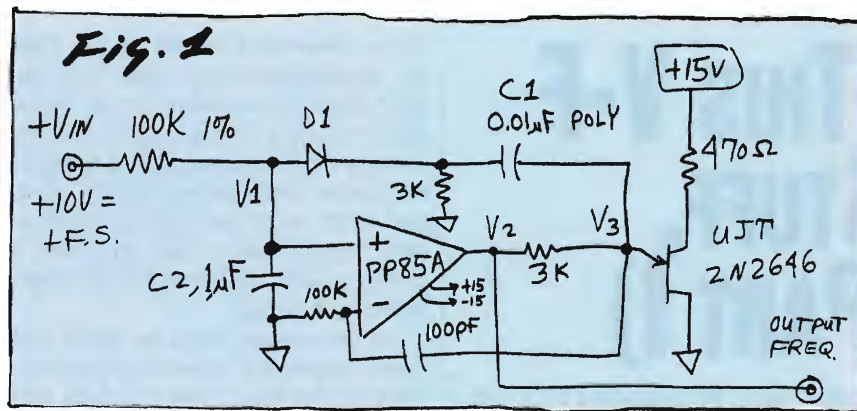 Fig. 1
+15V
C1
0.01µF POLY
+VIN 100K 1% D1
470Ω
+10V =
+F.S.
V1
3K
V2
V3
UJT
2N2646
+
PP85A
-
+15
-15
3K
C2, 1µF
100K
100PF
OUTPUT
FREQ.